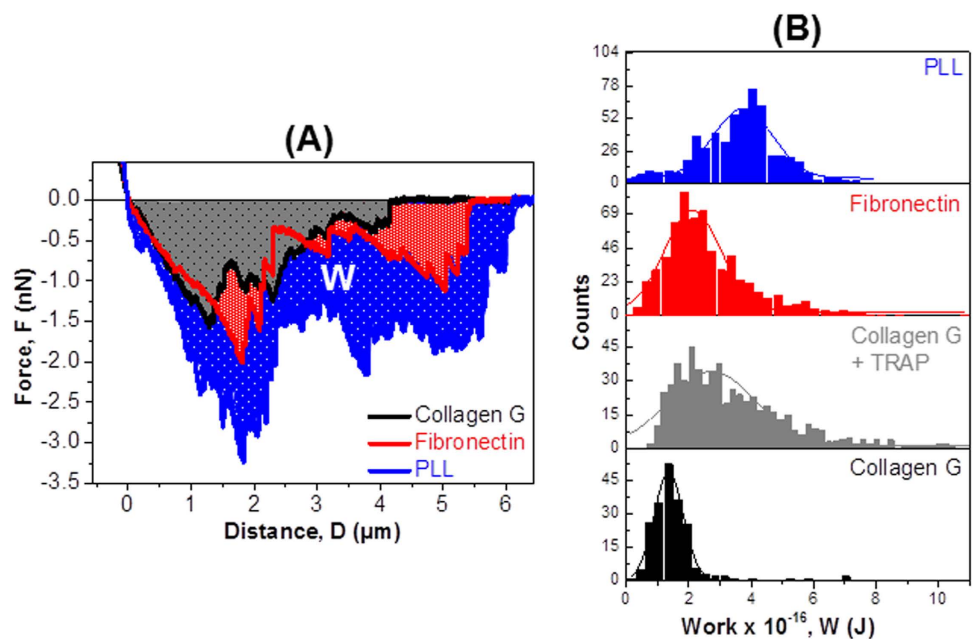 (A)
0.0
-0.5
-1.0
-1.5
-2.0
-2.5
-3.0
-3.5
Force, F (nN)
W
Collagen G
Fibronectin
PLL
0 1 2 3 4 5 6
Distance, D (µm)
(B)
104
78
52
26
0
PLL
69
46
23
0
Fibronectin
45
30
15
0
Collagen G
+ TRAP
45
30
15
0
Collagen G
Counts
0 2 4 6 8 10
Work x 10-16, W (J)